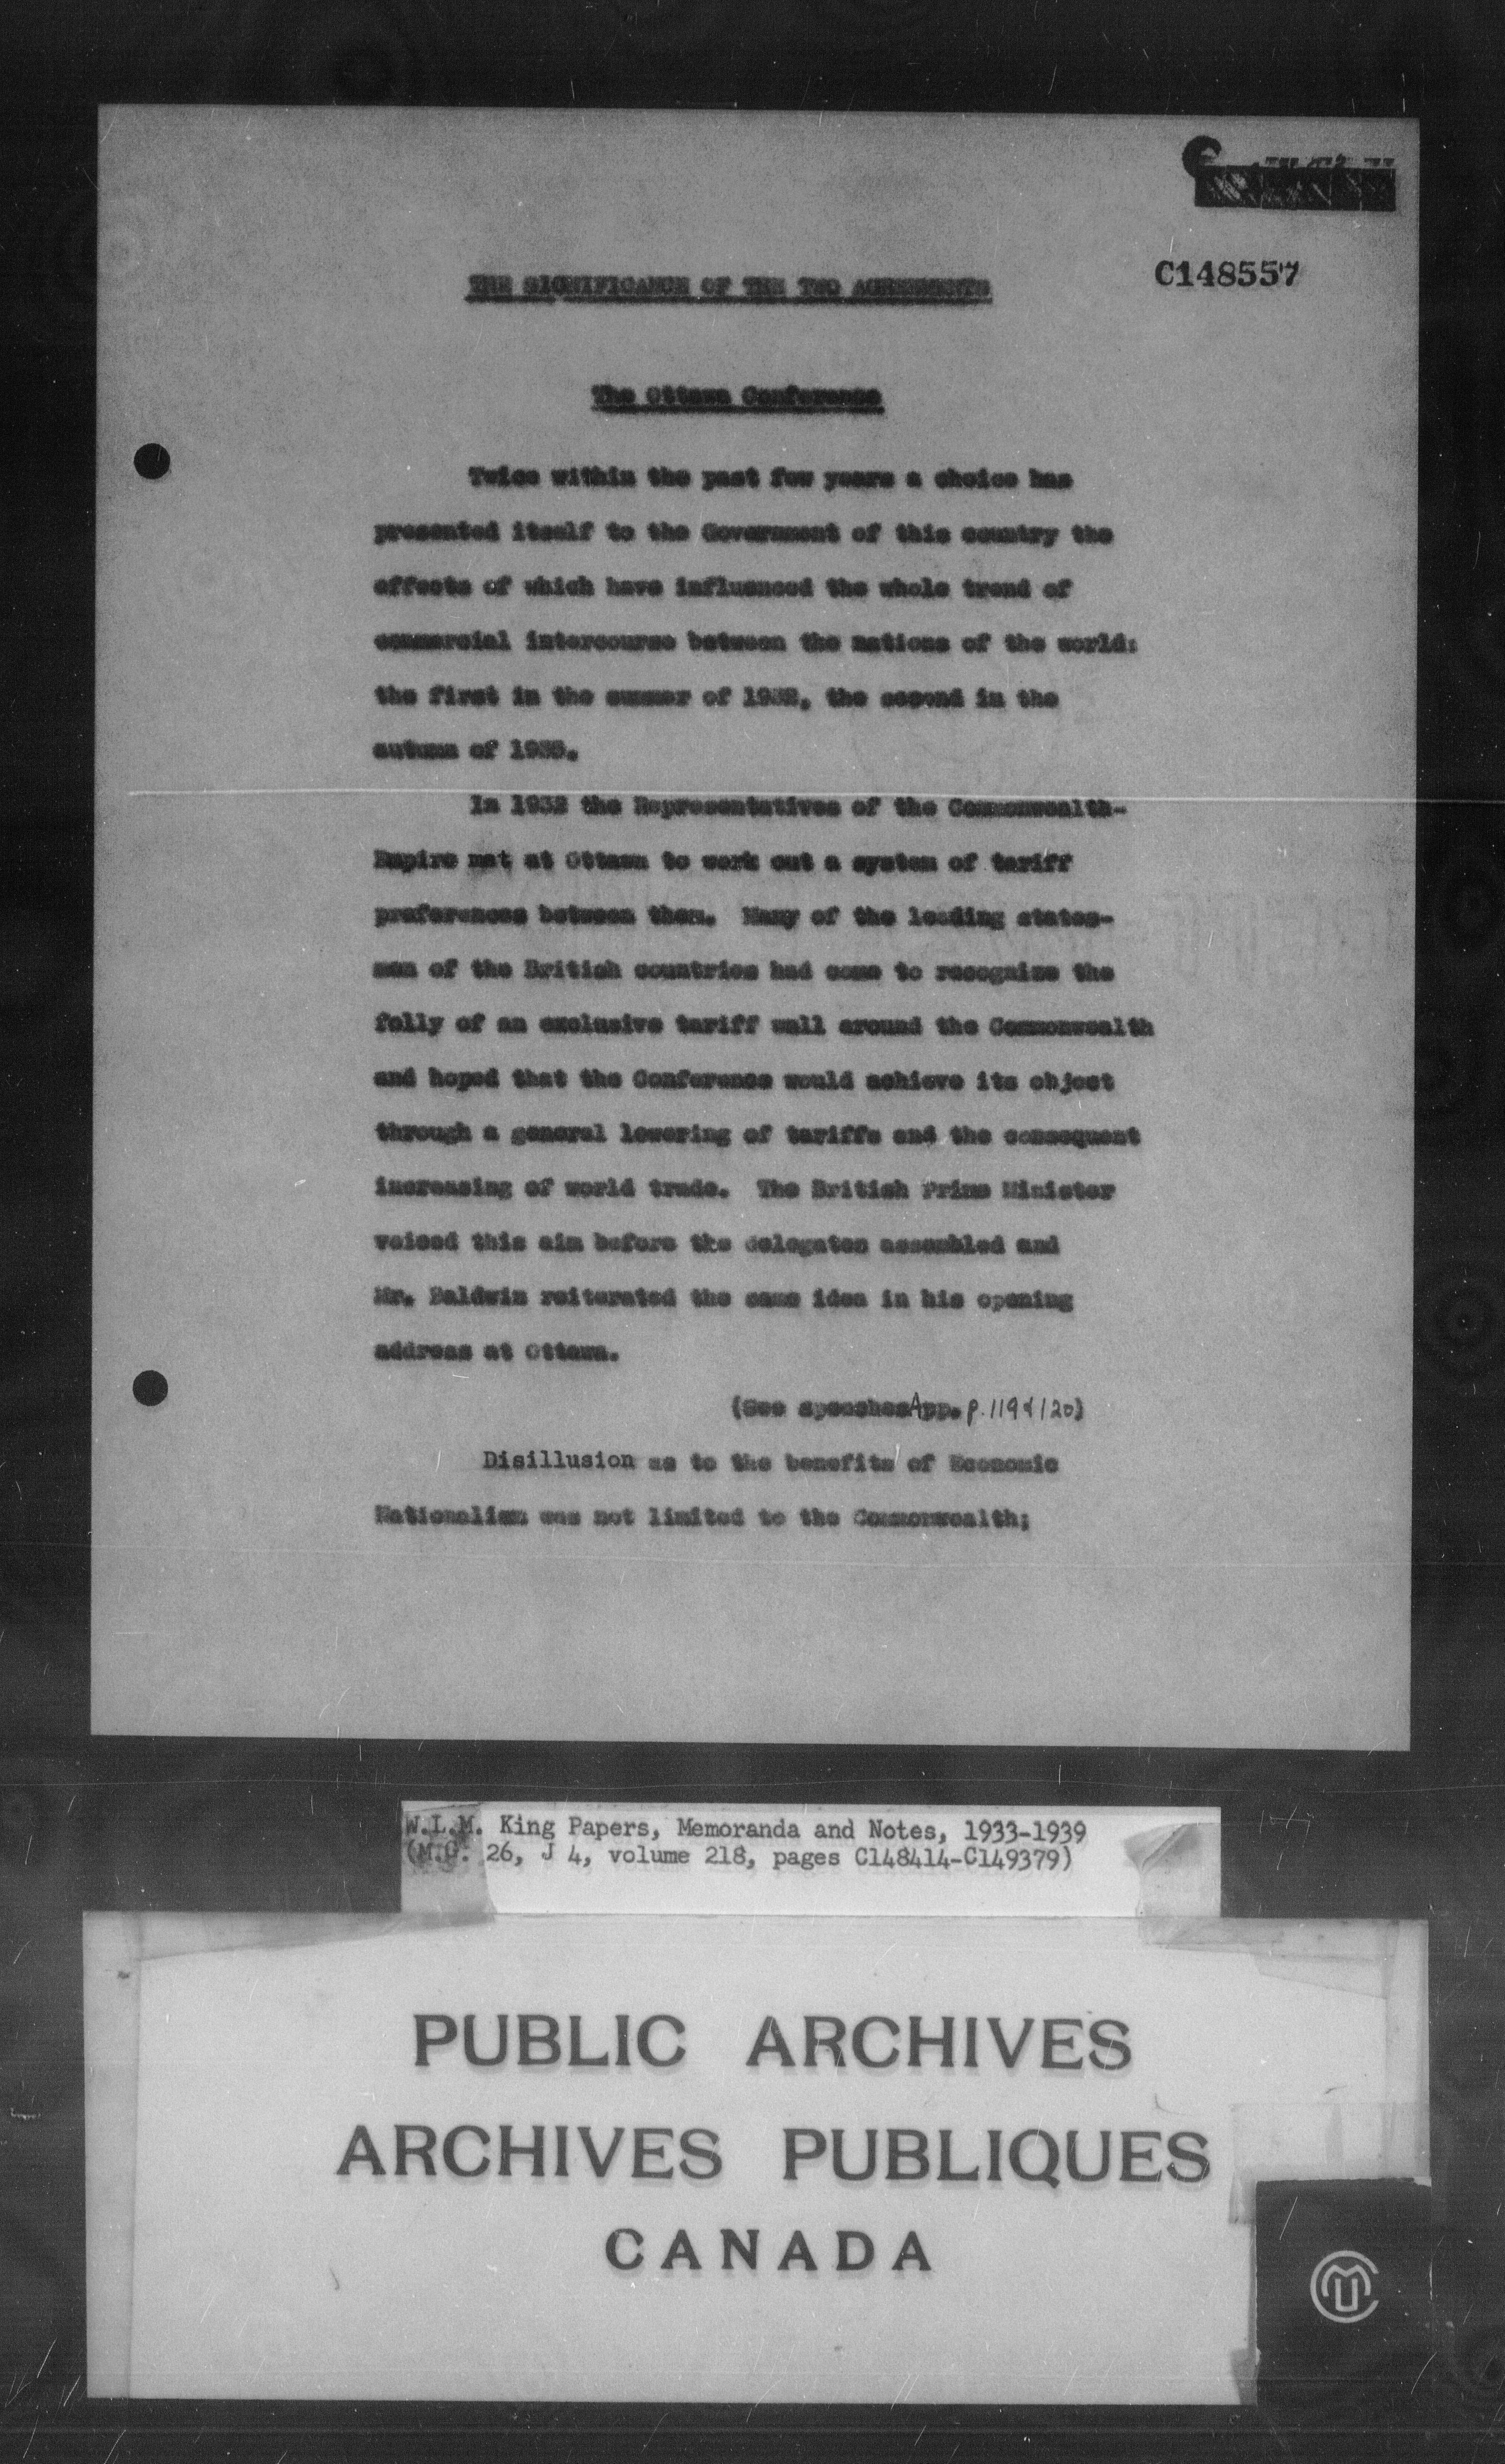 C148557
THE SIGNIFICANCE OF THE TWO AGREEMENTS
The Ottawa Conference
Twice within the past few years a choice has
presented itself to the Government of this country the
effects of which have influenced the whole trend of
commercial intercourse between the nations of the world:
the first in the summer of 1932, the second in the
autumn of 1935.
In 1932 the Representatives of the Commonwealth-
Empire met at Ottawa to work out a system of tariff
preferences between them. Many of the leading states-
men of the British countries had come to recognize the
folly of an exclusive tariff wall around the Commonwealth
and hoped that the Conference would achieve its object
through a general lowering of tariffs and the consequent
increasing of world trade. The British Prime Minister
voiced this aim before the delegates assembled and
Mr. Baldwin reiterated the same idea in his opening
address at Ottawa.
(See speeches App. p. 119 & 120)
Disillusion as to the benefits of Economic
Nationalism was not limited to the Commonwealth;
W.L.M. King Papers, Memoranda and Notes, 1933-1939
(M.G. 26, J 4, volume 218, pages C148414-C149379)
PUBLIC ARCHIVES
ARCHIVES PUBLIQUES
CANADA